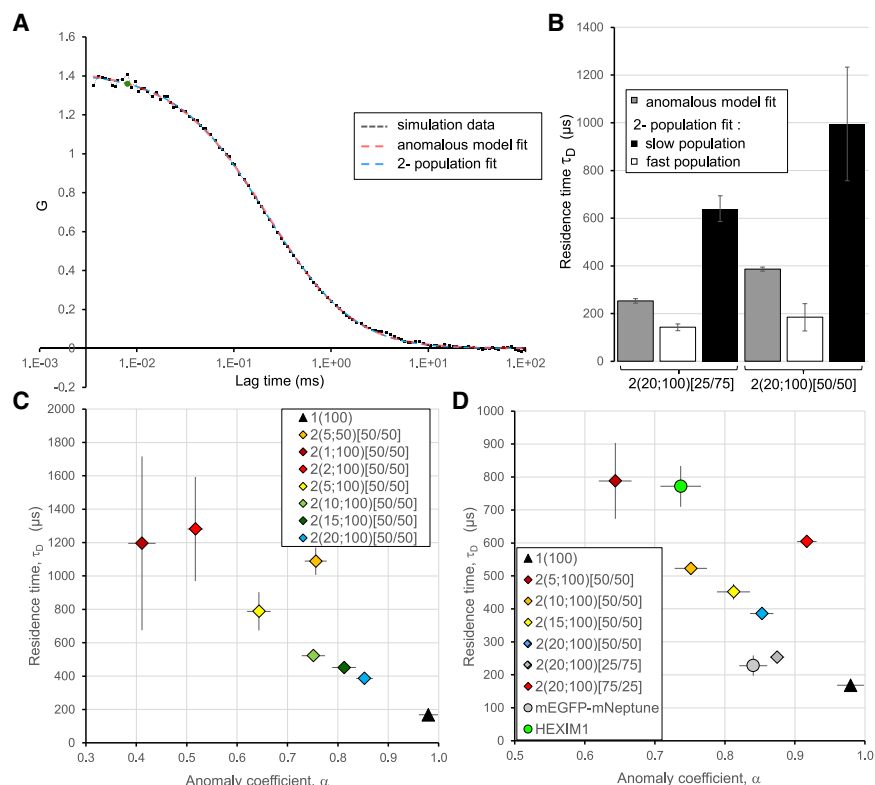 A
1.6
1.4
1.2
1
0.8
0.6
0.4
0.2
0
-0.2
G
1.E-03
1.E-02
1.E-01
1.E+00
1.E+01
1.E+02
Lag time (ms)
simulation data
anomalous model fit
2- population fit
B
1400
1200
1000
800
600
400
200
0
Residence time τD (µs)
anomalous model fit
2- population fit :
slow population
fast population
2(20;100)[25/75]
2(20;100)[50/50]
C
2000
1800
1600
1400
1200
1000
800
600
400
200
0
Residence time, τD (µs)
0.3
0.4
0.5
0.6
0.7
0.8
0.9
1.0
Anomaly coefficient, α
1(100)
2(5;50)[50/50]
2(1;100)[50/50]
2(2;100)[50/50]
2(5;100)[50/50]
2(10;100)[50/50]
2(15;100)[50/50]
2(20;100)[50/50]
D
1000
900
800
700
600
500
400
300
200
100
0
Residence time, τD (µs)
0.5
0.6
0.7
0.8
0.9
1.0
Anomaly coefficient, α
1(100)
2(5;100)[50/50]
2(10;100)[50/50]
2(15;100)[50/50]
2(20;100)[50/50]
2(20;100)[25/75]
2(20;100)[75/25]
mEGFP-mNeptune
HEXIM1